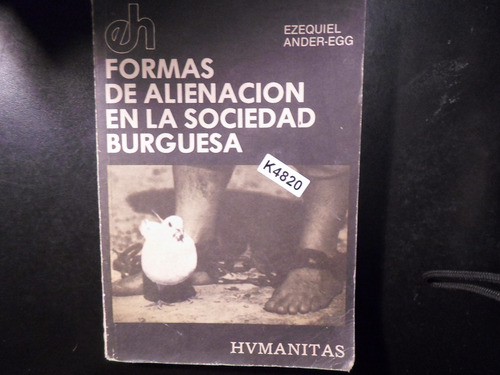 eh
EZEQUIEL
ANDER-EGG
FORMAS
DE ALIENACION
EN LA SOCIEDAD
BURGUESA
K4820
HVMANITAS